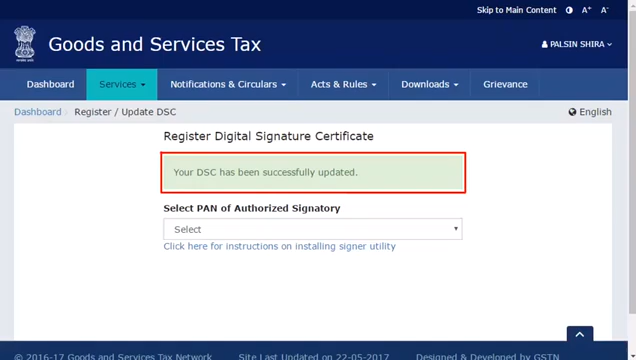 Skip to Main Content A+ A-
Goods and Services Tax
PALSIN SHIRA
Dashboard Services Notifications & Circulars Acts & Rules Downloads Grievance
Dashboard Register / Update DSC English
Register Digital Signature Certificate
Your DSC has been successfully updated.
Select PAN of Authorized Signatory
Select
Click here for instructions on installing signer utility
© 2016-17 Goods and Services Tax Network Site Last Updated on 22-05-2017 Designed & Developed by GSTN